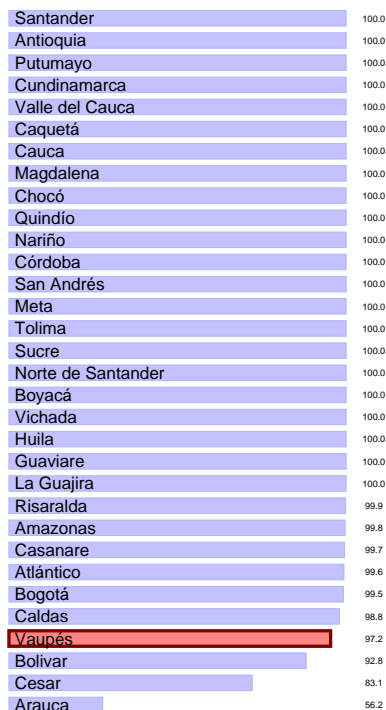 Santander 100.0
Antioquia 100.0
Putumayo 100.0
Cundinamarca 100.0
Valle del Cauca 100.0
Caquetá 100.0
Cauca 100.0
Magdalena 100.0
Chocó 100.0
Quindío 100.0
Nariño 100.0
Córdoba 100.0
San Andrés 100.0
Meta 100.0
Tolima 100.0
Sucre 100.0
Norte de Santander 100.0
Boyacá 100.0
Vichada 100.0
Huila 100.0
Guaviare 100.0
La Guajira 100.0
Risaralda 99.9
Amazonas 99.8
Casanare 99.7
Atlántico 99.6
Bogotá 99.5
Caldas 98.8
Vaupés 97.2
Bolivar 92.8
Cesar 83.1
Arauca 56.2